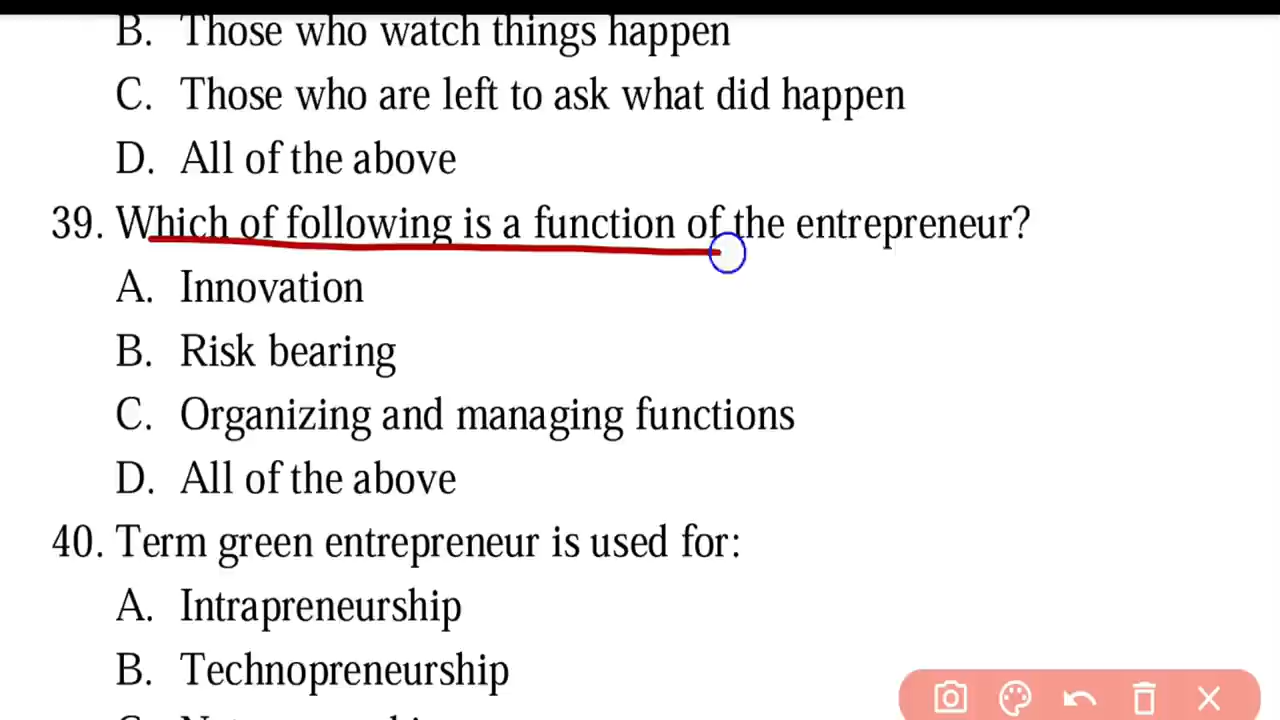 B. Those who watch things happen
C. Those who are left to ask what did happen
D. All of the above
39. Which of following is a function of the entrepreneur?
A. Innovation
B. Risk bearing
C. Organizing and managing functions
D. All of the above
40. Term green entrepreneur is used for:
A. Intrapreneurship
B. Technopreneurship